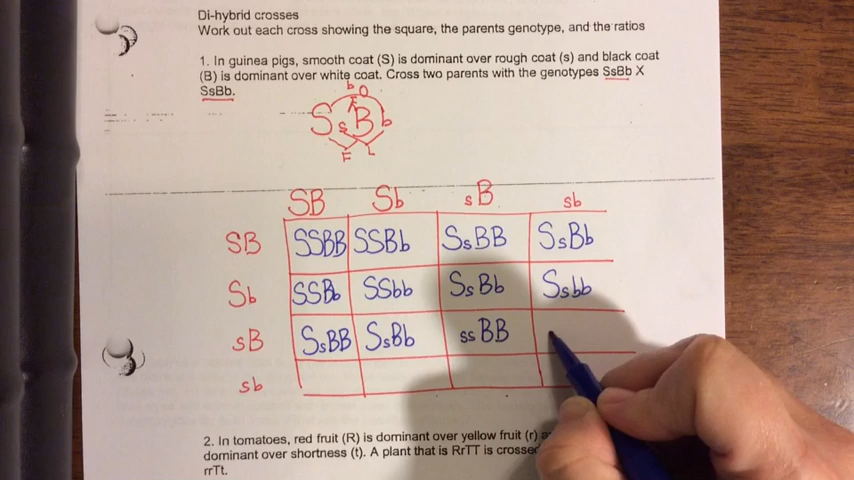 Di-hybrid crosses
Work out each cross showing the square, the parents genotype, and the ratios
1. In guinea pigs, smooth coat (S) is dominant over rough coat (s) and black coat
(B) is dominant over white coat. Cross two parents with the genotypes SsBb X
SsBb.
F O
I
SsBb
F L
SB Sb sB sb
SB SSBB SSBb SsBB SsBb
Sb SSBb SSbb SsBb Ssbb
sB SsBB SsBb ssBB
sb
2. In tomatoes, red fruit (R) is dominant over yellow fruit (r)
dominant over shortness (t). A plant that is RrTT is crosse
rrTt.